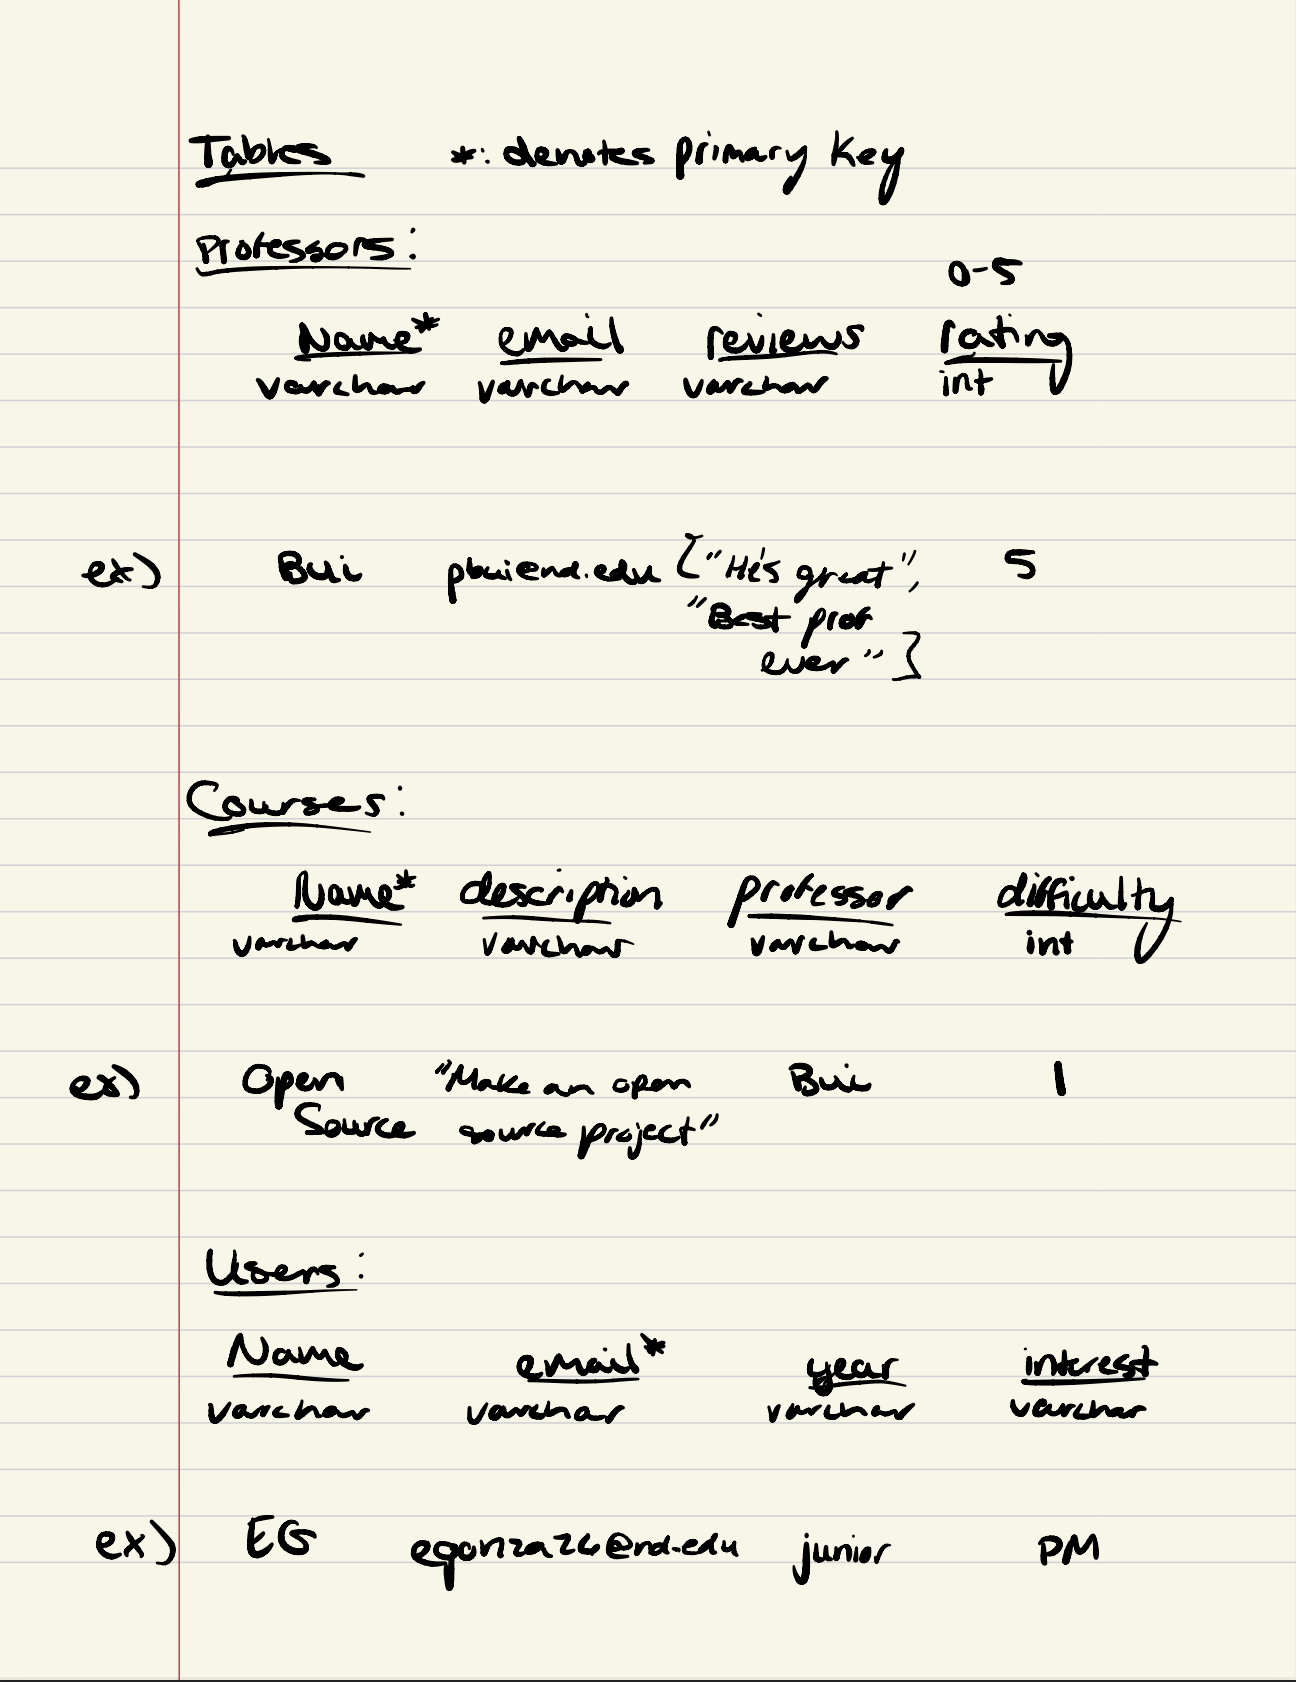 Tables *: denotes primary key
Professors:
0-5
Name* email reviews rating
varchar varchar varchar int
ex) Bui pbui@nd.edu ["He's great", 5
"Best prof
ever"]
Courses:
Name* description professor difficulty
varchar varchar varchar int
ex) Open "Make an open Bui 1
Source source project"
Users:
Name email* year interest
varchar varchar varchar varchar
ex) EG egonza26@nd.edu junior PM